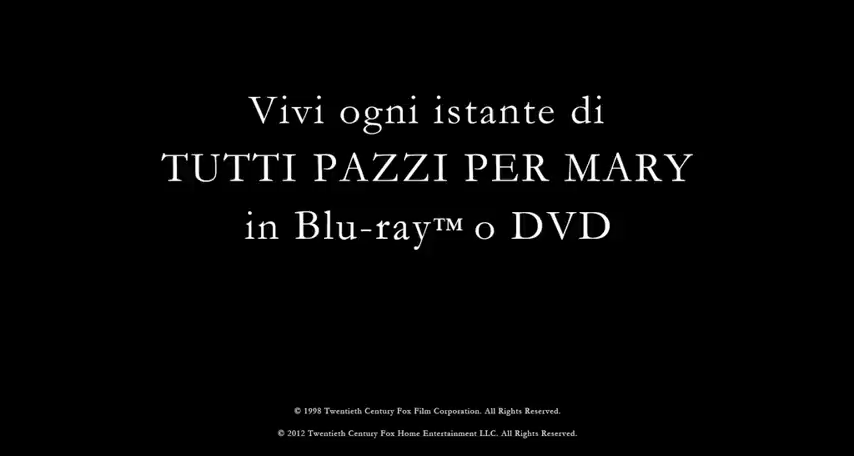 Vivi ogni istante di
TUTTI PAZZI PER MARY
in Blu-ray™ o DVD
© 1998 Twentieth Century Fox Film Corporation. All Rights Reserved.
© 2012 Twentieth Century Fox Home Entertainment LLC. All Rights Reserved.